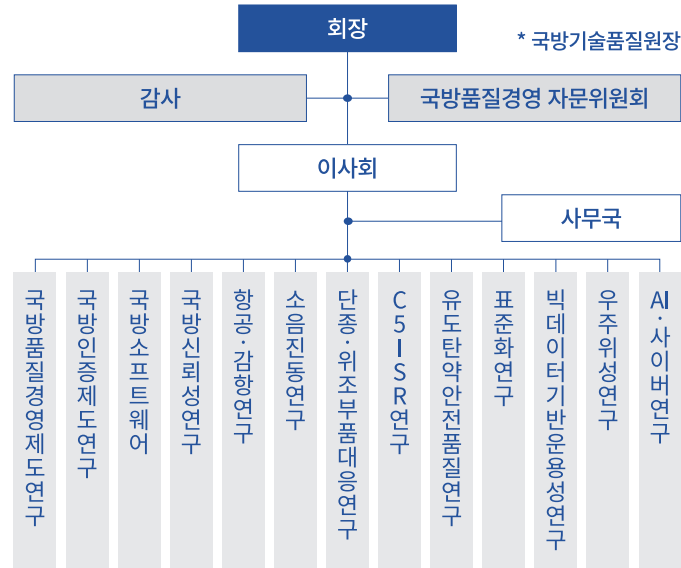 회장
* 국방기술품질원장
감사
국방품질경영 자문위원회
이사회
사무국
국방품질경영제도연구
국방인증제도연구
국방소프트웨어
국방신뢰성연구
항공·감항연구
소음진동연구
단종·위조부품대응연구
C5ISR연구
유도탄약안전품질연구
표준화연구
빅데이터기반운용성연구
우주위성연구
AI·사이버연구